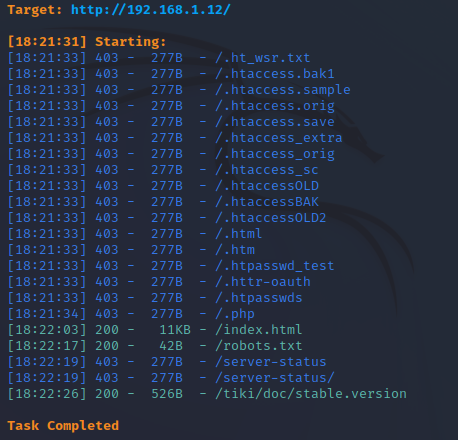 Target: http://192.168.1.12/
[18:21:31] Starting:
[18:21:33] 403 -  277B  - /.ht_wsr.txt
[18:21:33] 403 -  277B  - /.htaccess.bak1
[18:21:33] 403 -  277B  - /.htaccess.sample
[18:21:33] 403 -  277B  - /.htaccess.orig
[18:21:33] 403 -  277B  - /.htaccess.save
[18:21:33] 403 -  277B  - /.htaccess_extra
[18:21:33] 403 -  277B  - /.htaccess_orig
[18:21:33] 403 -  277B  - /.htaccess_sc
[18:21:33] 403 -  277B  - /.htaccessOLD
[18:21:33] 403 -  277B  - /.htaccessBAK
[18:21:33] 403 -  277B  - /.htaccessOLD2
[18:21:33] 403 -  277B  - /.html
[18:21:33] 403 -  277B  - /.htm
[18:21:33] 403 -  277B  - /.htpasswd_test
[18:21:33] 403 -  277B  - /.httr-oauth
[18:21:33] 403 -  277B  - /.htpasswds
[18:21:34] 403 -  277B  - /.php
[18:22:03] 200 -   11KB - /index.html
[18:22:17] 200 -   42B  - /robots.txt
[18:22:19] 403 -  277B  - /server-status
[18:22:19] 403 -  277B  - /server-status/
[18:22:26] 200 -  526B  - /tiki/doc/stable.version
Task Completed